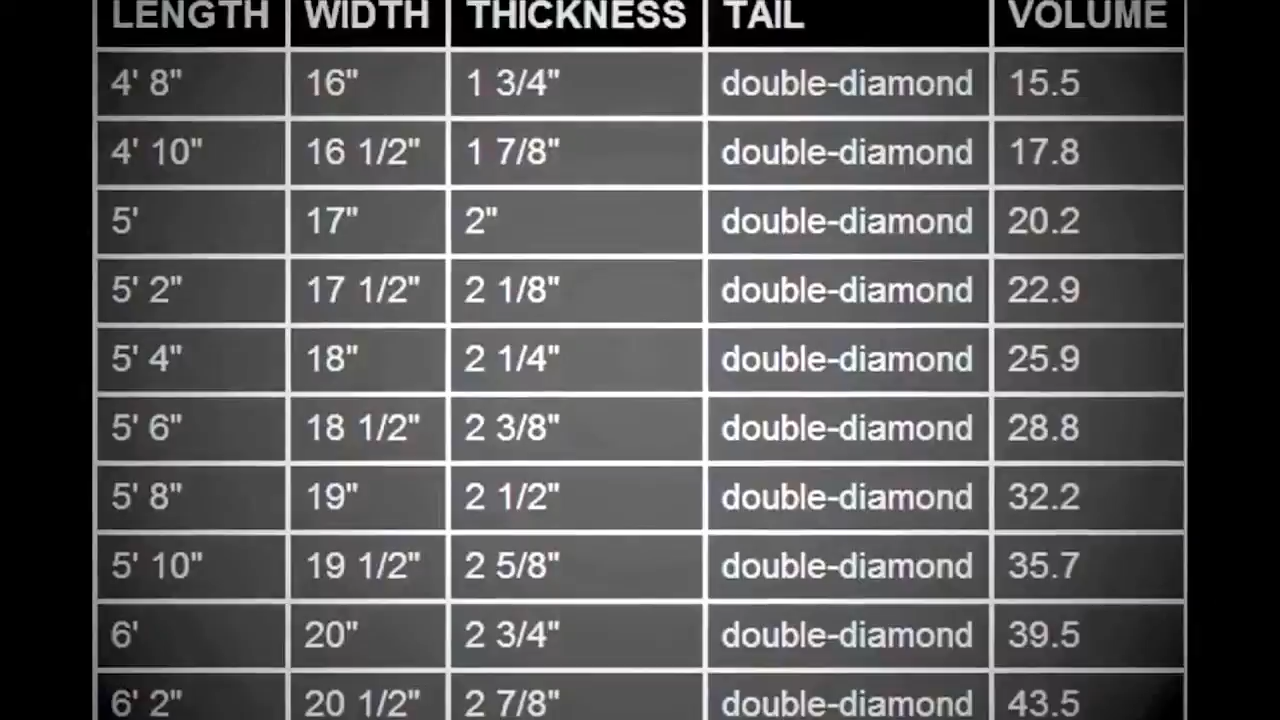 LENGTH WIDTH THICKNESS TAIL VOLUME
4' 8" 16" 1 3/4" double-diamond 15.5
4' 10" 16 1/2" 1 7/8" double-diamond 17.8
5' 17" 2" double-diamond 20.2
5' 2" 17 1/2" 2 1/8" double-diamond 22.9
5' 4" 18" 2 1/4" double-diamond 25.9
5' 6" 18 1/2" 2 3/8" double-diamond 28.8
5' 8" 19" 2 1/2" double-diamond 32.2
5' 10" 19 1/2" 2 5/8" double-diamond 35.7
6' 20" 2 3/4" double-diamond 39.5
6' 2" 20 1/2" 2 7/8" double-diamond 43.5